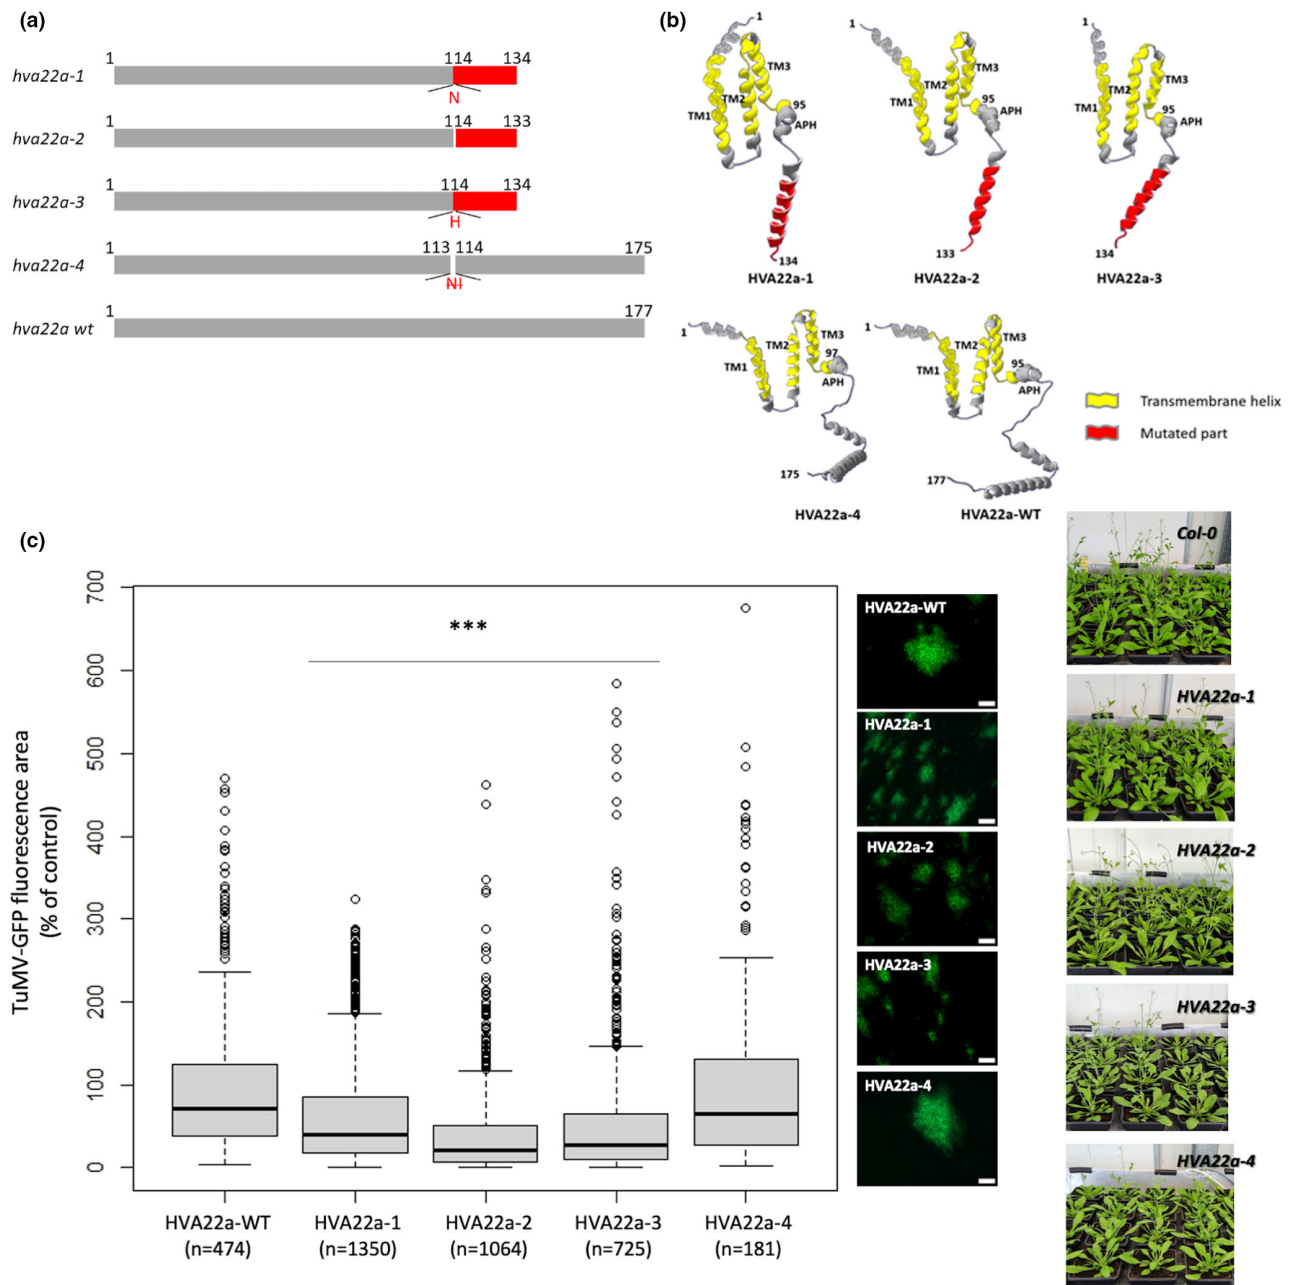 (a)
1 114 134
hva22a-1
N
1 114 133
hva22a-2
1 114 134
hva22a-3
H
1 113 114 175
hva22a-4
NI
1 177
hva22a wt
(b)
1
TM3
TM2
TM1
95
APH
134
HVA22a-1
1
TM3
TM2
TM1
95
APH
133
HVA22a-2
1
TM3
TM2
TM1
95
APH
134
HVA22a-3
1
TM3
TM2
TM1
97
APH
175
HVA22a-4
1
TM3
TM2
TM1
95
APH
177
HVA22a-WT
Transmembrane helix
Mutated part
(c)
TuMV-GFP fluorescence area
(% of control)
700
600
500
400
300
200
100
0
***
HVA22a-WT
(n=474)
HVA22a-1
(n=1350)
HVA22a-2
(n=1064)
HVA22a-3
(n=725)
HVA22a-4
(n=181)
HVA22a-WT
HVA22a-1
HVA22a-2
HVA22a-3
HVA22a-4
Col-0
HVA22a-1
HVA22a-2
HVA22a-3
HVA22a-4